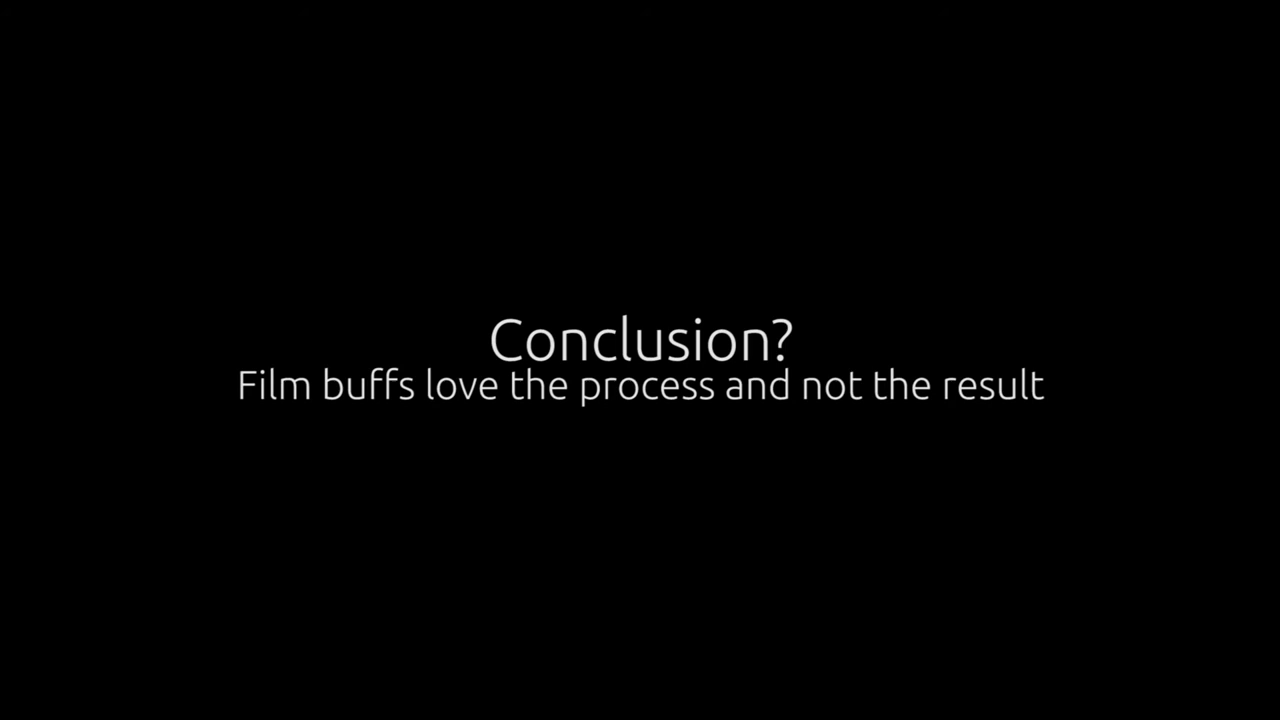 Conclusion?
Film buffs love the process and not the result